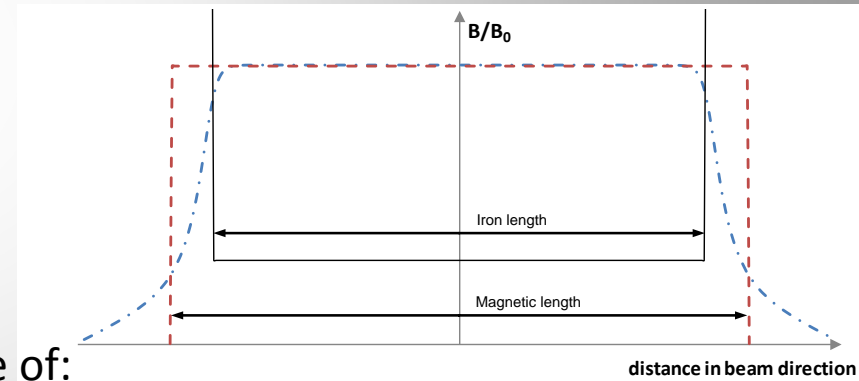 B/B₀
Iron length
Magnetic length
e of:
distance in beam direction